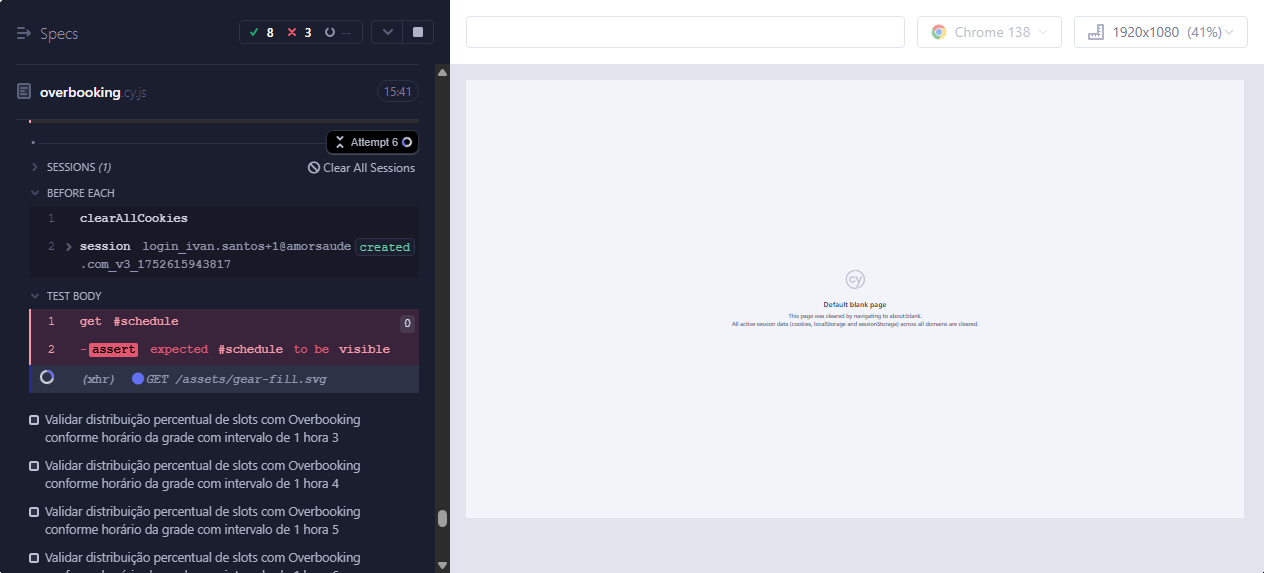 Specs
8 3 --
Chrome 138
1920x1080 (41%)
overbooking.cy.js 15:41
Attempt 6
SESSIONS (1) Clear All Sessions
BEFORE EACH
1 clearAllCookies
2 session login_ivan.santos+1@amorsaude created
.com_v3_1752615943817
TEST BODY
1 get #schedule 0
2 -assert expected #schedule to be visible
(xhr) GET /assets/gear-fill.svg
Validar distribuição percentual de slots com Overbooking
conforme horário da grade com intervalo de 1 hora 3
Validar distribuição percentual de slots com Overbooking
conforme horário da grade com intervalo de 1 hora 4
Validar distribuição percentual de slots com Overbooking
conforme horário da grade com intervalo de 1 hora 5
Validar distribuição percentual de slots com Overbooking
cy
Default blank page
This page was cleared by navigating to about:blank.
All active session data (cookies, localStorage and sessionStorage) across all domains are cleared.